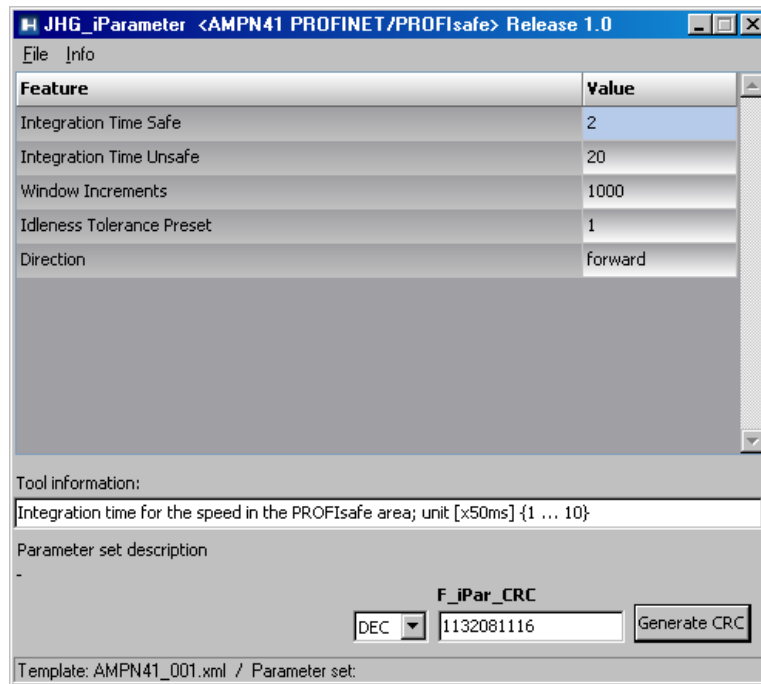 JHG_iParameter <AMPN41 PROFINET/PROFIsafe> Release 1.0
File Info
Feature Value
Integration Time Safe 2
Integration Time Unsafe 20
Window Increments 1000
Idleness Tolerance Preset 1
Direction forward
Tool information:
Integration time for the speed in the PROFIsafe area; unit [x50ms] {1 ... 10}
Parameter set description
-
F_iPar_CRC
DEC 1132081116 Generate CRC
Template: AMPN41_001.xml / Parameter set: